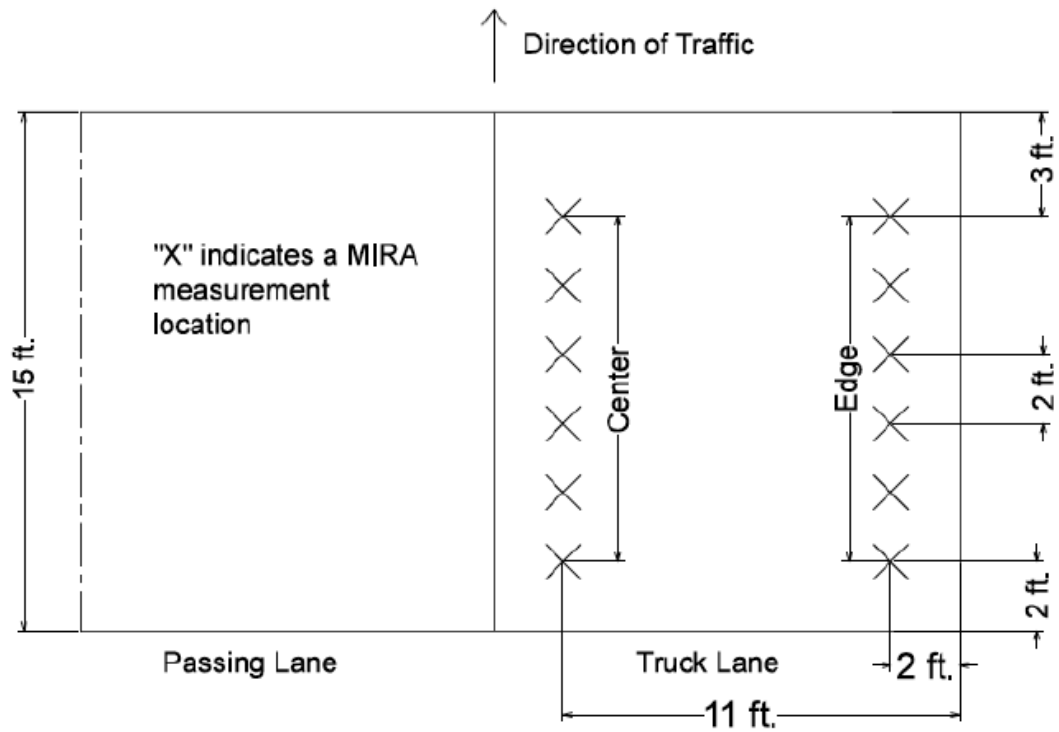 Direction of Traffic
3 ft.
"X" indicates a MIRA
measurement
location
15 ft.
Center
Edge
2 ft.
2 ft.
Passing Lane
Truck Lane
2 ft.
11 ft.